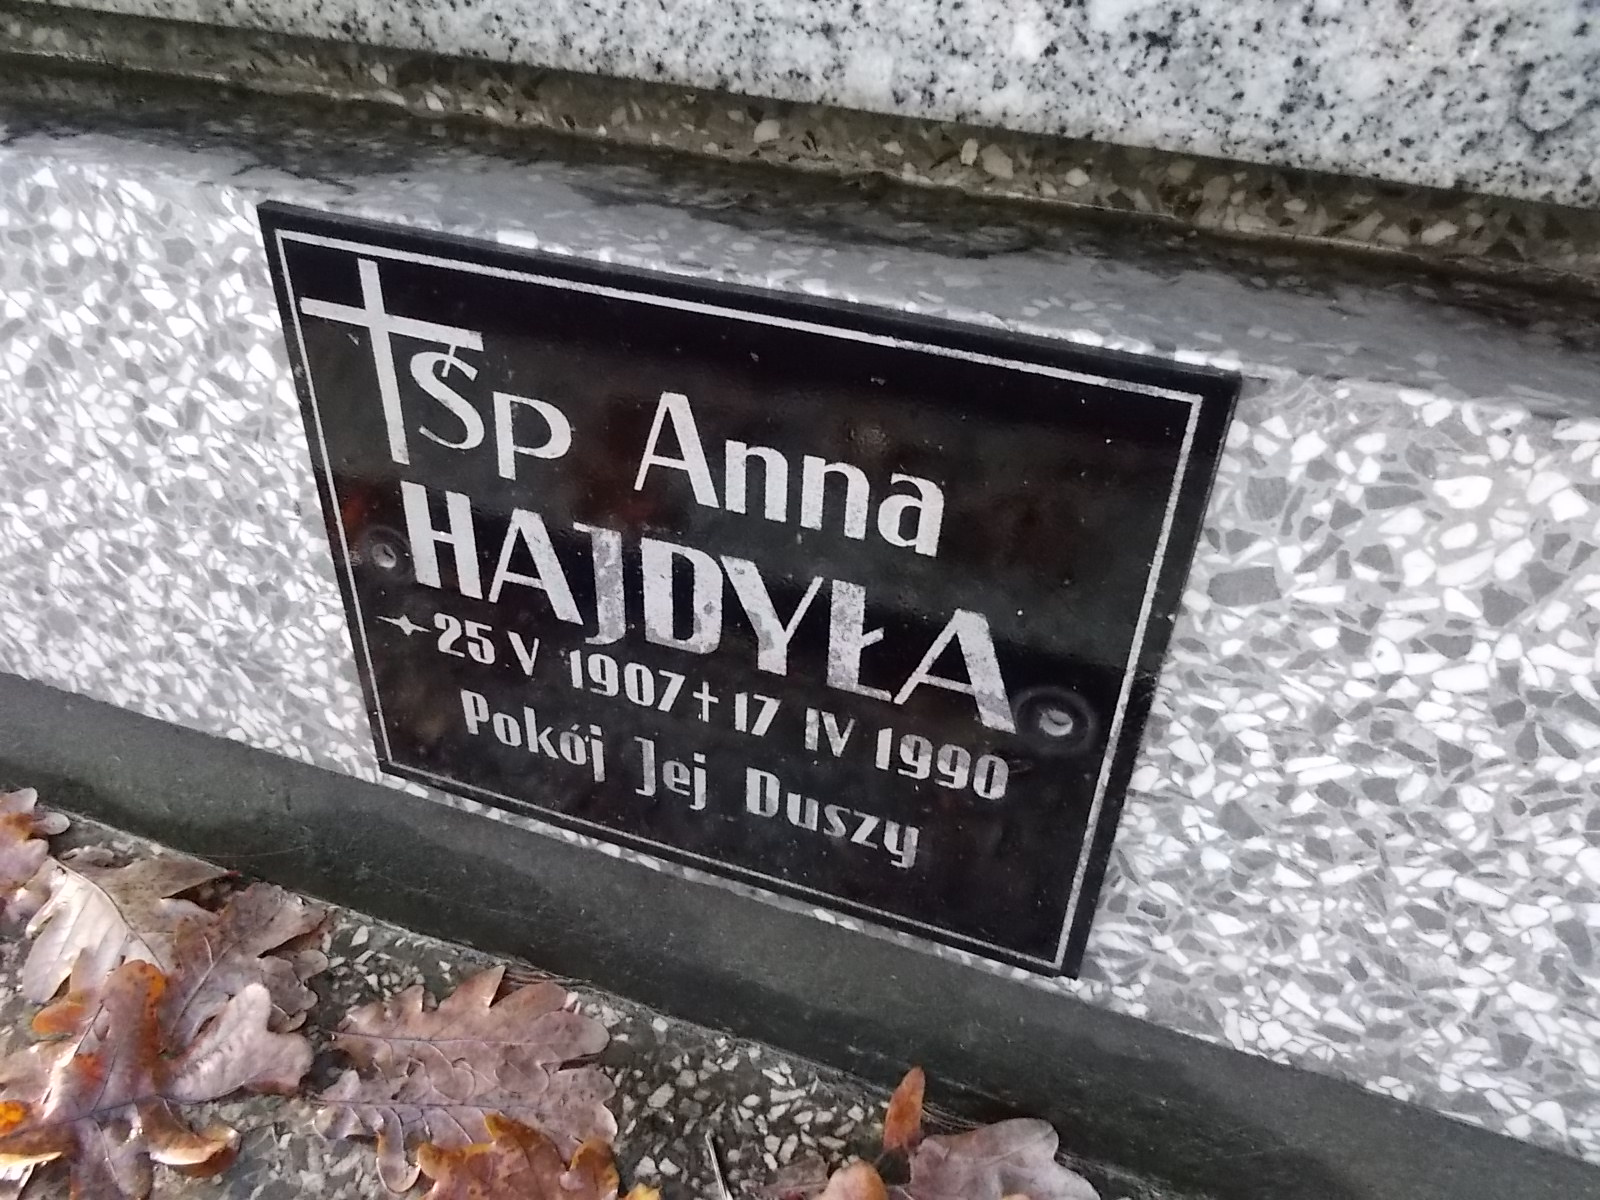 ŚP Anna
HAJDYŁA
25 V 1907 † 17 IV 1990
Pokój Jej Duszy